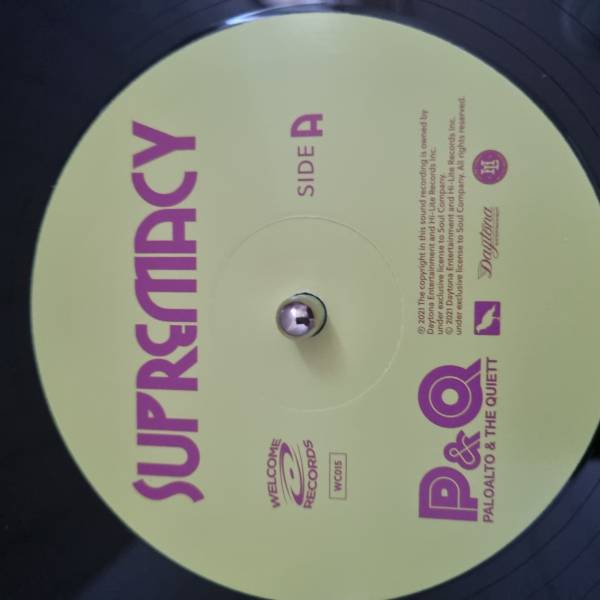 SUPREMACY
SIDE A
WELCOME
RECORDS
WC015
℗ 2021 The copyright in this sound recording is owned by
Daytona Entertainment and Hi-Lite Records Inc.
under exclusive license to Soul Company.
© 2021 Daytona Entertainment and Hi-Lite Records Inc.
under exclusive license to Soul Company. All rights reserved.
P&Q
PALOALTO & THE QUIETT
Daytona